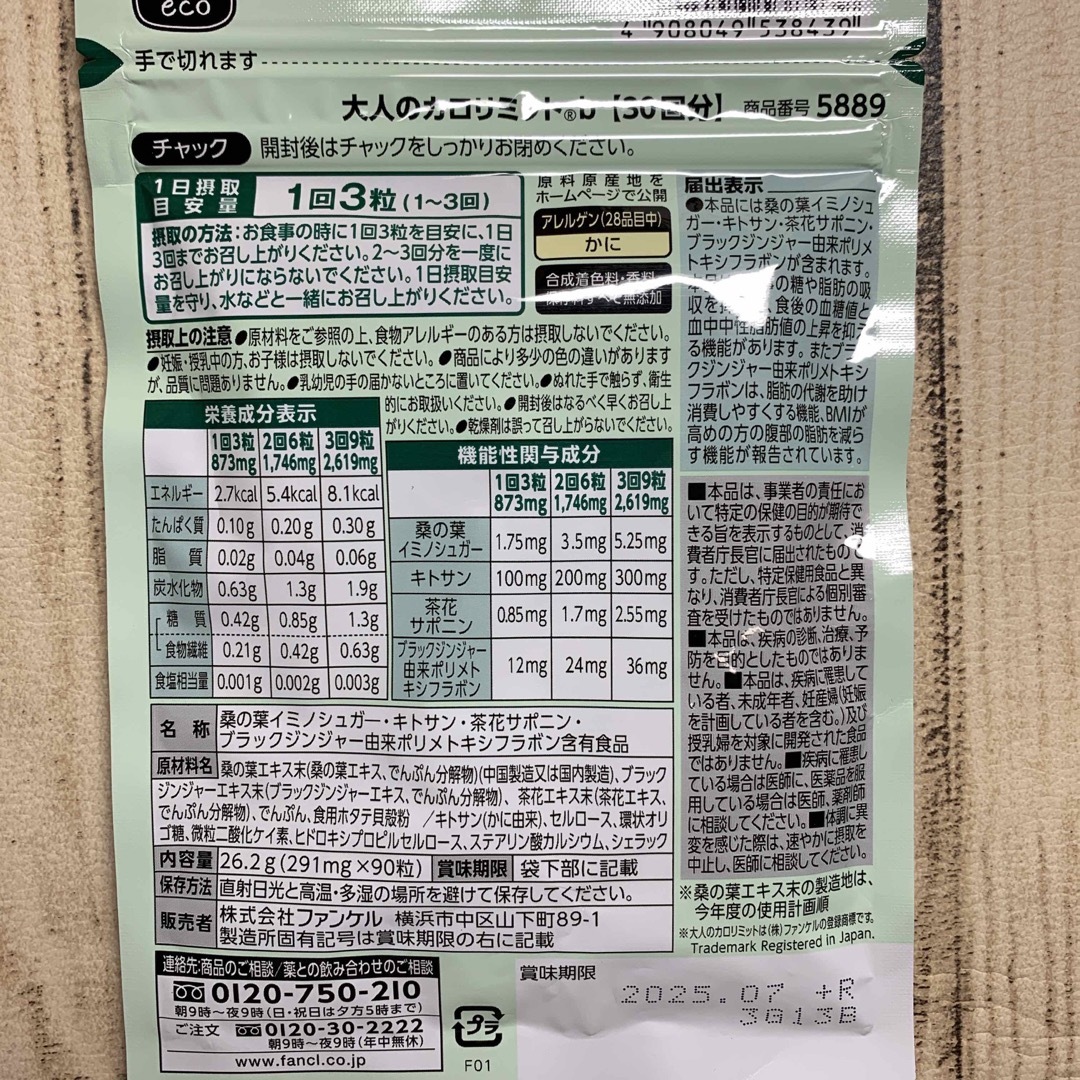 eco
4 908049 538439
手で切れます
大人のカロリミット®b【30回分】 商品番号 5889
チャック 開封後はチャックをしっかりお閉めください。
1日摂取
目安量
1回3粒(1～3回)
摂取の方法:お食事の時に1回3粒を目安に、1日
3回までお召し上がりください。2～3回分を一度に
お召し上がりにならないでください。1日摂取目安
量を守り、水などと一緒にお召し上がりください。
原料原産地を
ホームページで公開
アレルゲン(28品目中)
かに
合成着色料・香料
保存料すべて無添加
届出表示
●本品には桑の葉イミノシュ
ガー・キトサン・茶花サポニン・
ブラックジンジャー由来ポリメ
トキシフラボンが含まれます。
の糖や脂肪の吸
収を 、食後の血糖値と
血中中性脂肪値の上昇を抑え
る機能があります。またブラッ
クジンジャー由来ポリメトキシ
フラボンは、脂肪の代謝を助け
消費しやすくする機能、BMIが
高めの方の腹部の脂肪を減ら
す機能が報告されています。
摂取上の注意 ●原材料をご参照の上、食物アレルギーのある方は摂取しないでください。
●妊娠・授乳中の方、お子様は摂取しないでください。●商品により多少の色の違いがあります
が、品質に問題ありません。●乳幼児の手の届かないところに置いてください。●ぬれた手で触らず、衛生
的にお取扱いください。●開封後はなるべく早くお召し上
がりください。●乾燥剤は誤って召し上がらないでください。
栄養成分表示
1回3粒 2回6粒 3回9粒
873mg 1,746mg 2,619mg
エネルギー 2.7kcal 5.4kcal 8.1kcal
たんぱく質 0.10g 0.20g 0.30g
脂質 0.02g 0.04g 0.06g
炭水化物 0.63g 1.3g 1.9g
糖質 0.42g 0.85g 1.3g
食物繊維 0.21g 0.42g 0.63g
食塩相当量 0.001g 0.002g 0.003g
機能性関与成分
1回3粒 2回6粒 3回9粒
873mg 1,746mg 2,619mg
桑の葉
イミノシュガー 1.75mg 3.5mg 5.25mg
キトサン 100mg 200mg 300mg
茶花
サポニン 0.85mg 1.7mg 2.55mg
ブラックジンジャー
由来ポリメト
キシフラボン 12mg 24mg 36mg
■本品は、事業者の責任にお
いて特定の保健の目的が期待で
きる旨を表示するものとして、消
費者庁長官に届出されたもので
す。ただし、特定保健用食品と異
なり、消費者庁長官による個別審
査を受けたものではありません。
■本品は、疾病の診断、治療、予
防を目的としたものではありま
せん。■本品は、疾病に罹患して
いる者、未成年者、妊産婦(妊娠
を計画している者を含む。)及び
授乳婦を対象に開発された食品
ではありません。■疾病に罹患し
ている場合は医師に、医薬品を服
用している場合は医師、薬剤師
に相談してください。■体調に異
変を感じた際は、速やかに摂取を
中止し、医師に相談してください。
名称 桑の葉イミノシュガー・キトサン・茶花サポニン・
ブラックジンジャー由来ポリメトキシフラボン含有食品
原材料名 桑の葉エキス末(桑の葉エキス、でんぷん分解物)(中国製造又は国内製造)、ブラック
ジンジャーエキス末(ブラックジンジャーエキス、でんぷん分解物)、茶花エキス末(茶花エキス、
でんぷん分解物)、でんぷん、食用ホタテ貝殻粉 /キトサン(かに由来)、セルロース、環状オリ
ゴ糖、微粒二酸化ケイ素、ヒドロキシプロピルセルロース、ステアリン酸カルシウム、シェラック
内容量 26.2g(291mg×90粒) 賞味期限 袋下部に記載
保存方法 直射日光と高温・多湿の場所を避けて保存してください。
販売者 株式会社ファンケル 横浜市中区山下町89-1
製造所固有記号は賞味期限の右に記載
※桑の葉エキス末の製造地は、
今年度の使用計画順
※大人のカロリミットは(株)ファンケルの登録商標です。
Trademark Registered in Japan.
連絡先:商品のご相談/薬との飲み合わせのご相談
0120-750-210
朝9時～夜9時(日・祝日は夕方5時まで)
ご注文 0120-30-2222
朝9時～夜9時(年中無休)
www.fancl.co.jp
プラ
F01
賞味期限
2025.07 +R
3G13B